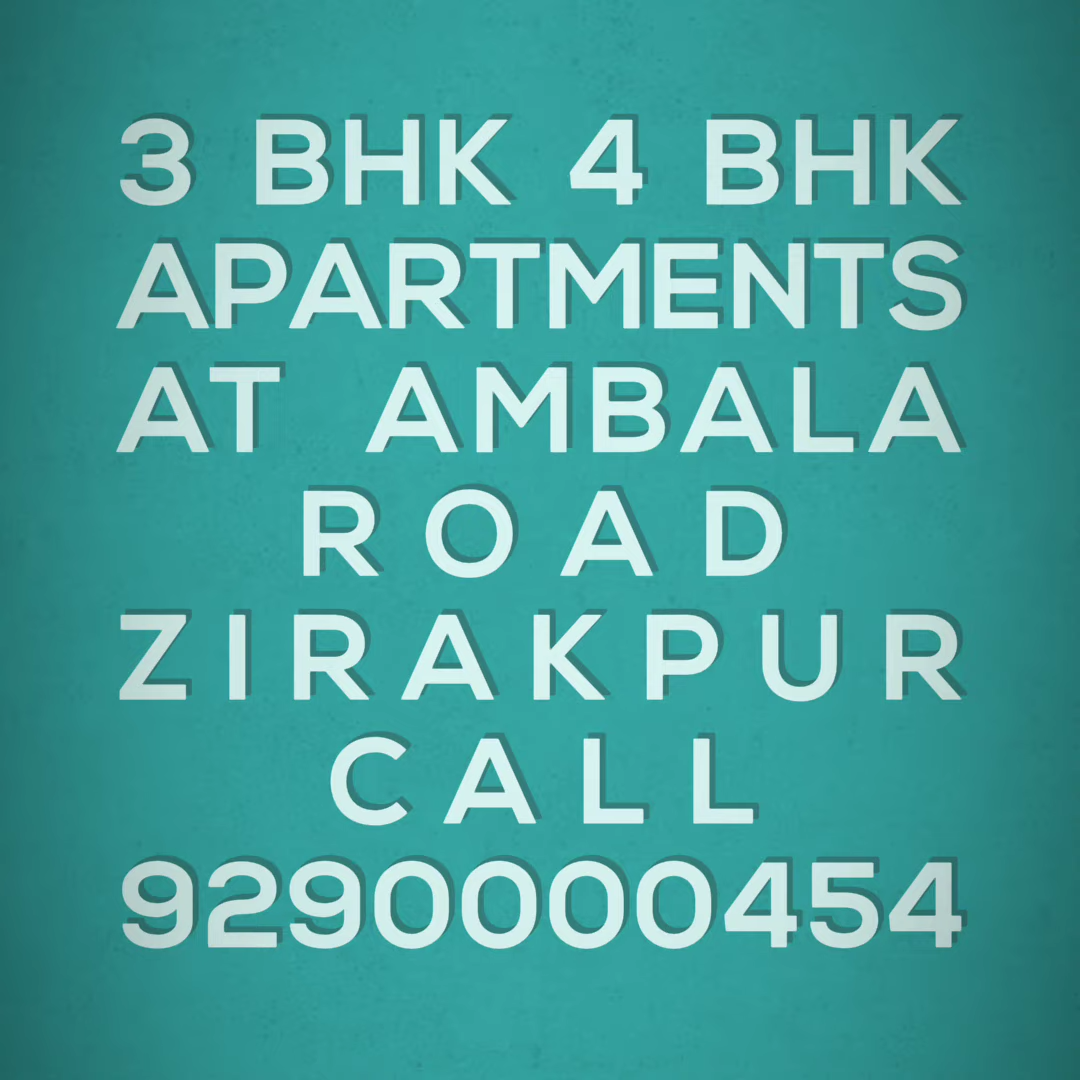 3 BHK 4 BHK
APARTMENTS
AT AMBALA
ROAD
ZIRAKPUR
CALL
9290000454